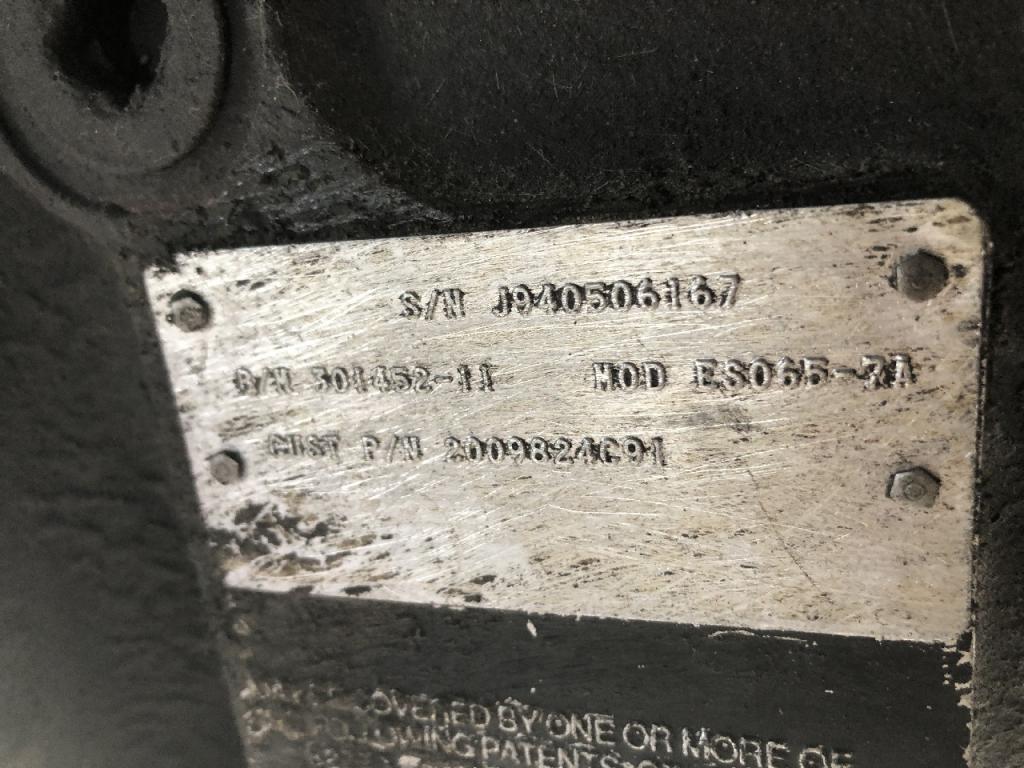 S/N J940506167
B/M 301452-11 MOD ES065-7A
CUST P/N 2009824C91
COVERED BY ONE OR MORE OF
FOLLOWING PATENTS